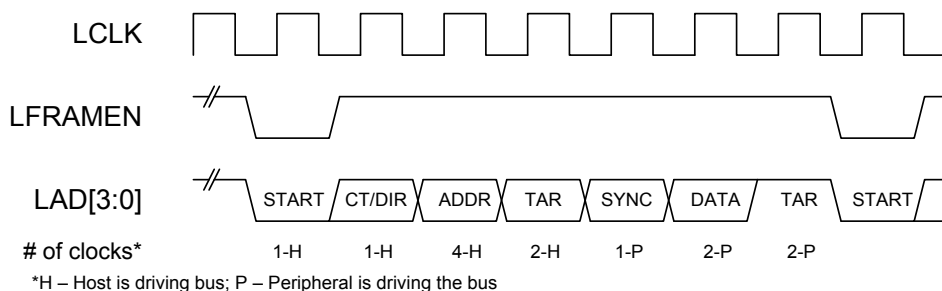 LCLK
LFRAMEN
LAD[3:0] START CT/DIR ADDR TAR SYNC DATA TAR START
# of clocks* 1-H 1-H 4-H 2-H 1-P 2-P 2-P
*H – Host is driving bus; P – Peripheral is driving the bus